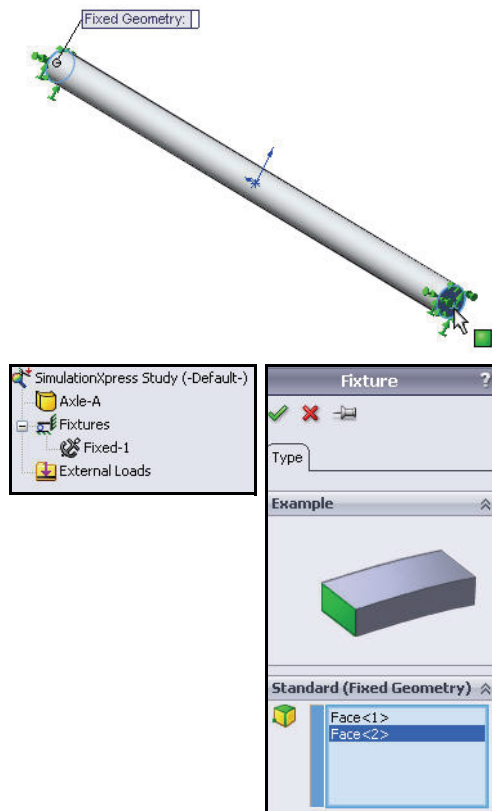 Fixed Geometry:
SimulationXpress Study (-Default-)
Axle-A
Fixtures
Fixed-1
External Loads
Fixture ?
Type
Example
Standard (Fixed Geometry)
Face<1>
Face<2>